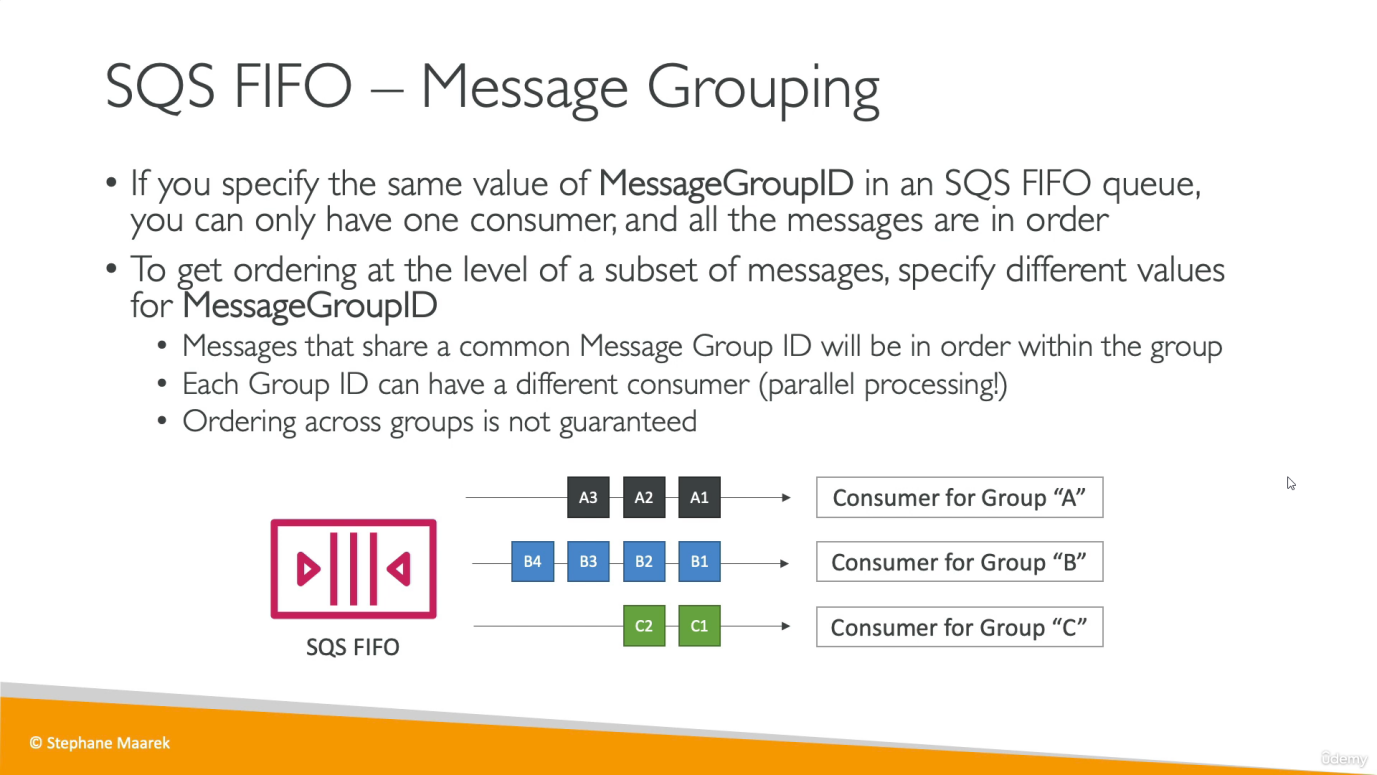 SQS FIFO – Message Grouping
• If you specify the same value of MessageGroupID in an SQS FIFO queue,
you can only have one consumer, and all the messages are in order
• To get ordering at the level of a subset of messages, specify different values
for MessageGroupID
• Messages that share a common Message Group ID will be in order within the group
• Each Group ID can have a different consumer (parallel processing!)
• Ordering across groups is not guaranteed
A3 A2 A1 Consumer for Group “A”
B4 B3 B2 B1 Consumer for Group “B”
C2 C1 Consumer for Group “C”
SQS FIFO
© Stephane Maarek
ûdemy